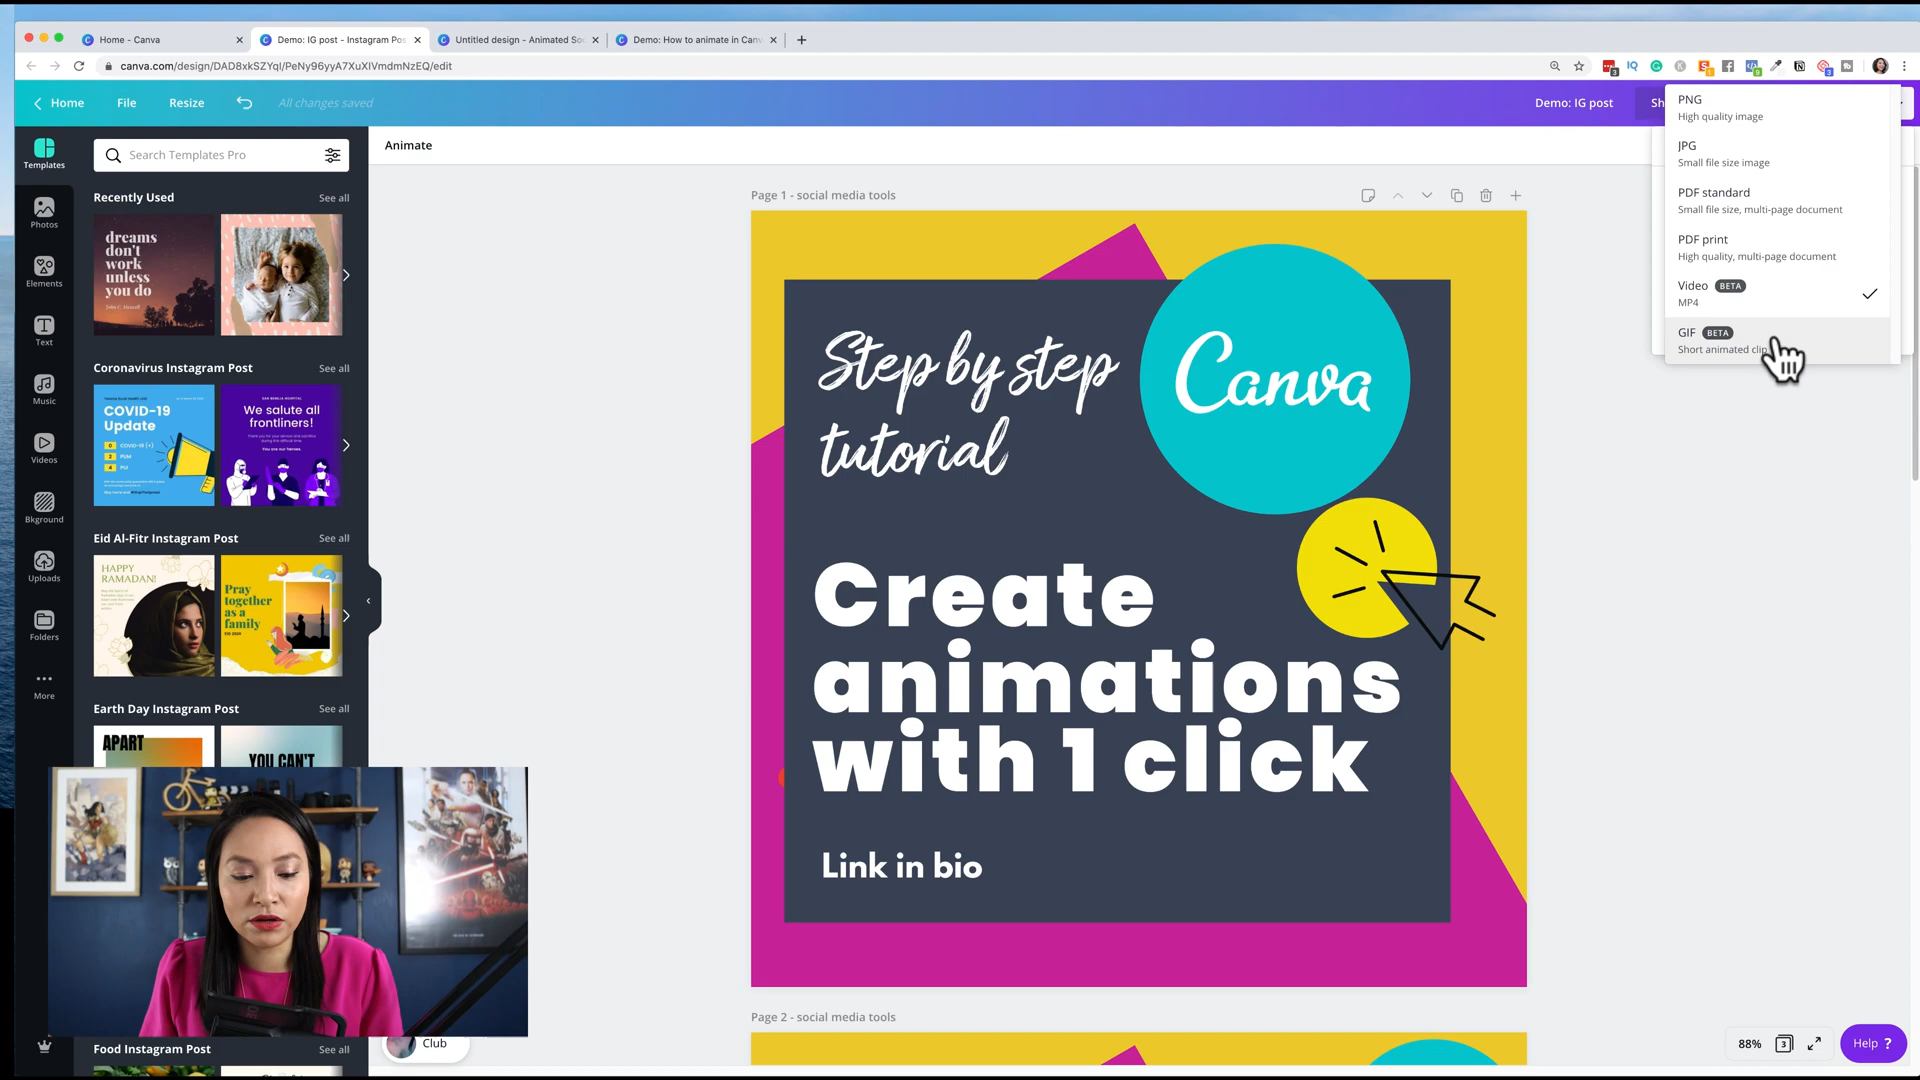 Home - Canva
Demo: IG post - Instagram Pos
Untitled design - Animated Soc
Demo: How to animate in Canv
canva.com/design/DAD8xkSZYqI/PeNy96yyA7XuXIVmdmNzEQ/edit
Home
File
Resize
All changes saved
Demo: IG post
Sh
Templates
Photos
Elements
Text
Music
Videos
Bkground
Uploads
Folders
More
Search Templates Pro
Recently Used
See all
dreams
don't
work
unless
you do
Coronavirus Instagram Post
See all
COVID-19
Update
We salute all
frontliners!
Eid Al-Fitr Instagram Post
See all
HAPPY
RAMADAN!
Pray
together
as a
family
Earth Day Instagram Post
See all
APART
YOU CAN'T
Food Instagram Post
See all
Animate
Page 1 - social media tools
Step by step
tutorial
Canva
Create
animations
with 1 click
Link in bio
Page 2 - social media tools
PNG
High quality image
JPG
Small file size image
PDF standard
Small file size, multi-page document
PDF print
High quality, multi-page document
Video BETA
MP4
GIF BETA
Short animated clip
Club
88%
3
Help ?